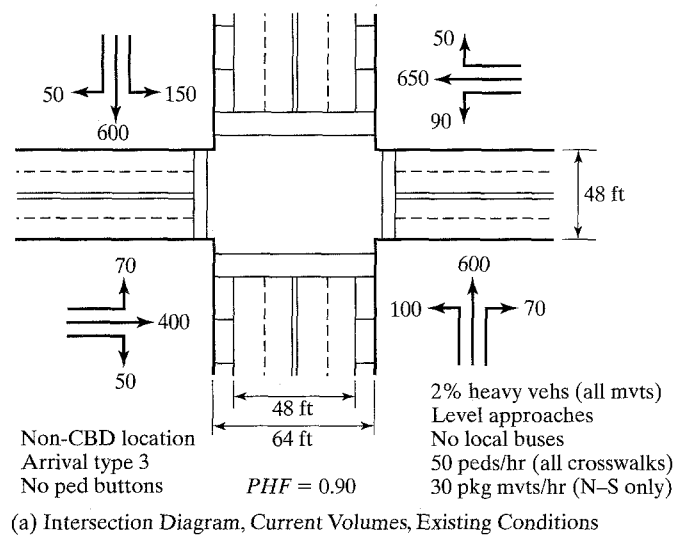 50
150
600
50
650
90
48 ft
70
400
50
600
100
70
48 ft
64 ft
Non-CBD location
Arrival type 3
No ped buttons
PHF = 0.90
2% heavy vehs (all mvts)
Level approaches
No local buses
50 peds/hr (all crosswalks)
30 pkg mvts/hr (N–S only)
(a) Intersection Diagram, Current Volumes, Existing Conditions